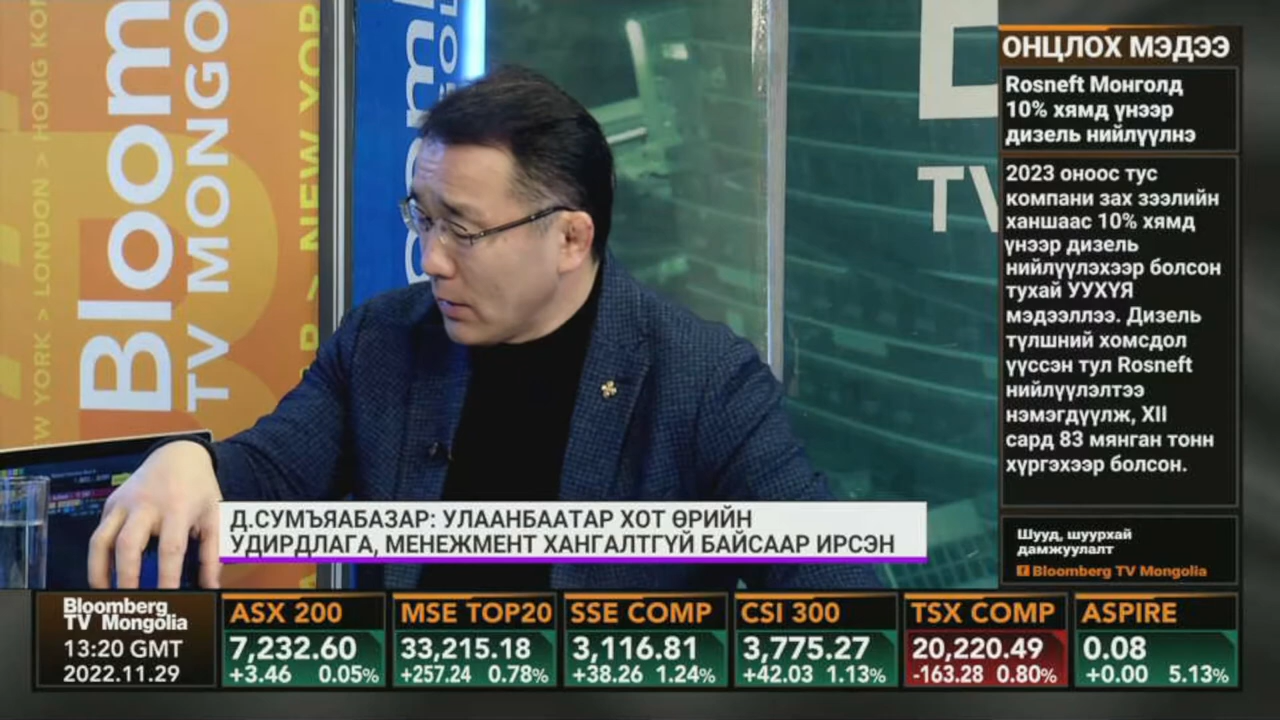 Bloom
TV MONGO
NEW YORK > LONDON > HONG KON
NEW YOR
TV
ОНЦЛОХ МЭДЭЭ
Rosneft Монголд
10% хямд үнээр
дизель нийлүүлнэ
2023 оноос тус
компани зах зээлийн
ханшаас 10% хямд
үнээр дизель
нийлүүлэхээр болсон
тухай УУХҮЯ
мэдээллээ. Дизель
түлшний хомсдол
үүссэн тул Rosneft
нийлүүлэлтээ
нэмэгдүүлж, XII
сард 83 мянган тонн
хүргэхээр болсон.
Шууд, шуурхай
дамжуулалт
Bloomberg TV Mongolia
Д.СУМЪЯАБАЗАР: УЛААНБААТАР ХОТ ӨРИЙН
УДИРДЛАГА, МЕНЕЖМЕНТ ХАНГАЛТГҮЙ БАЙСААР ИРСЭН
Bloomberg
TV Mongolia
13:20 GMT
2022.11.29
ASX 200
7,232.60
+3.46 0.05%
MSE TOP20
33,215.18
+257.24 0.78%
SSE COMP
3,116.81
+38.26 1.24%
CSI 300
3,775.27
+42.03 1.13%
TSX COMP
20,220.49
-163.28 0.80%
ASPIRE
0.08
+0.00 5.13%